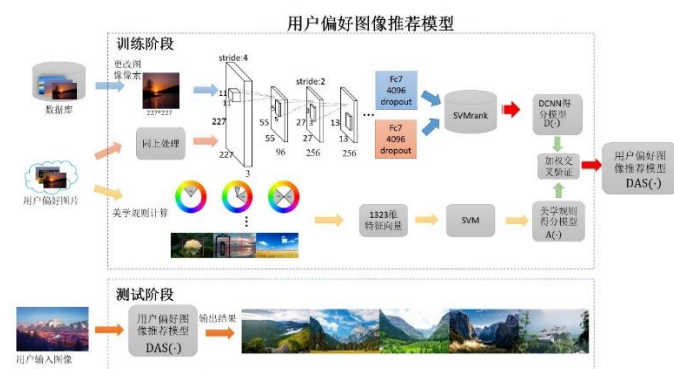 用户偏好图像推荐模型
训练阶段
更改图
像像素
227*227
数据库
同上处理
用户偏好图片
美学规则计算
stride:4
11
11
227
227
3
stride:2
5
5
55
55
96
3
3
27
27
256
13
13
256
...
Fc7
4096
dropout
Fc7
4096
dropout
SVMrank
DCNN得
分模型
D(·)
加权交
叉验证
用户偏好图
像推荐模型
DAS(·)
1323维
特征向量
SVM
美学规则
得分模型
A(·)
测试阶段
用户输入图像
用户偏好图
像推荐模型
DAS(·)
输出结果